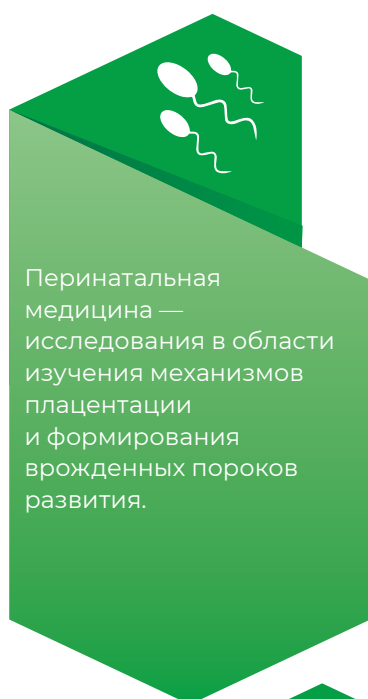 Перинатальная
медицина —
исследования в области
изучения механизмов
плацентации
и формирования
врожденных пороков
развития.